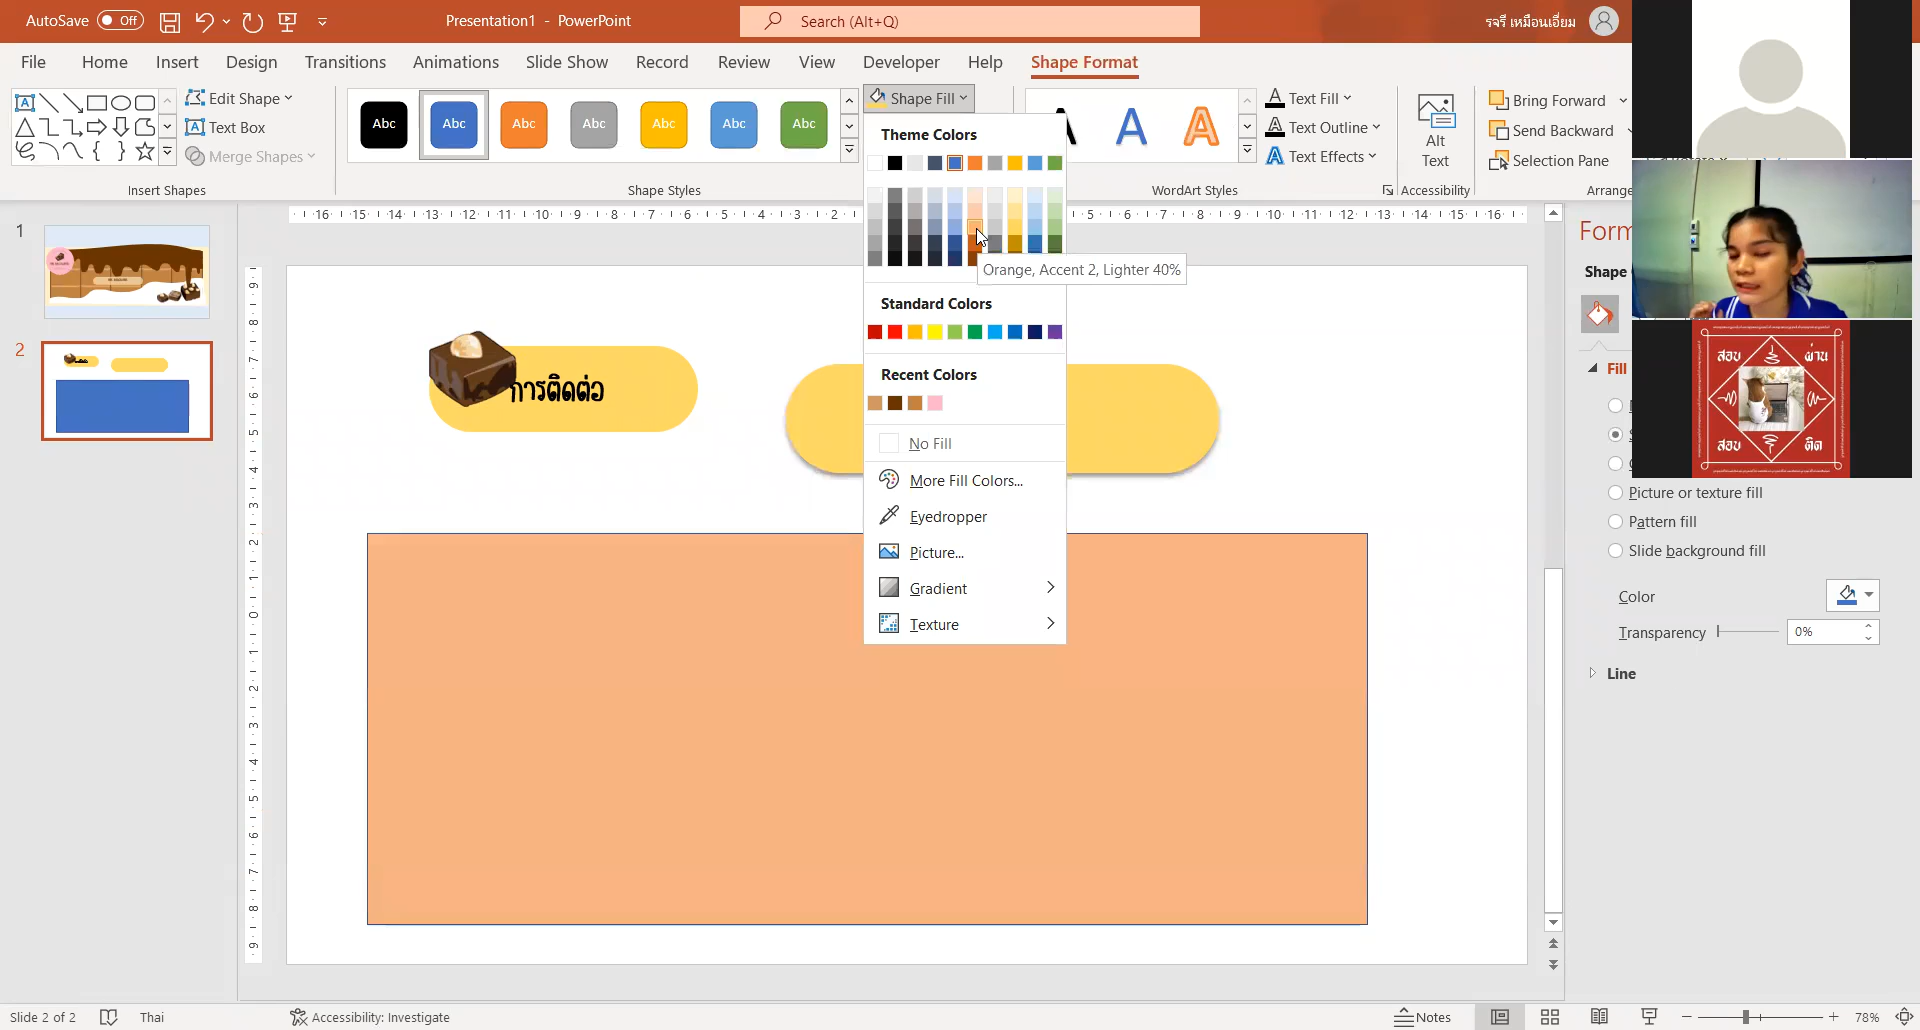 AutoSave Off
Presentation1 - PowerPoint
Search (Alt+Q)
รจรี เหมือนเอี่ยม
File Home Insert Design Transitions Animations Slide Show Record Review View Developer Help Shape Format
Edit Shape
Text Box
Merge Shapes
Insert Shapes
Abc Abc Abc Abc Abc Abc Abc
Shape Styles
Shape Fill
A A A
Text Fill
Text Outline
Text Effects
WordArt Styles
Alt
Text
Accessibility
Bring Forward
Send Backward
Selection Pane
Arrange
Theme Colors
Orange, Accent 2, Lighter 40%
Standard Colors
Recent Colors
No Fill
More Fill Colors...
Eyedropper
Picture...
Gradient
Texture
1
2
การติดต่อ
Shape
Fill
Picture or texture fill
Pattern fill
Slide background fill
Color
Transparency 0%
Line
สอบ ผ่าน
สอบ ติด
Slide 2 of 2 Thai Accessibility: Investigate Notes 78%